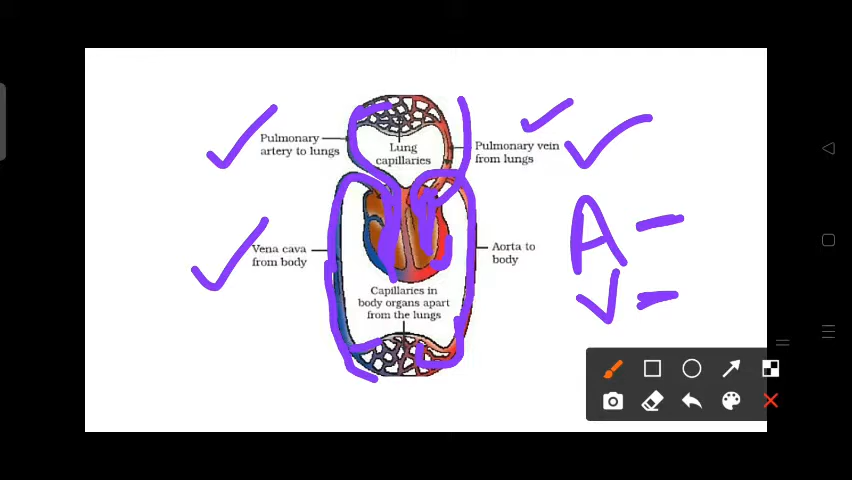 Pulmonary
artery to lungs
Lung
capillaries
Pulmonary vein
from lungs
Vena cava
from body
Aorta to
body
Capillaries in
body organs apart
from the lungs
A -
V -